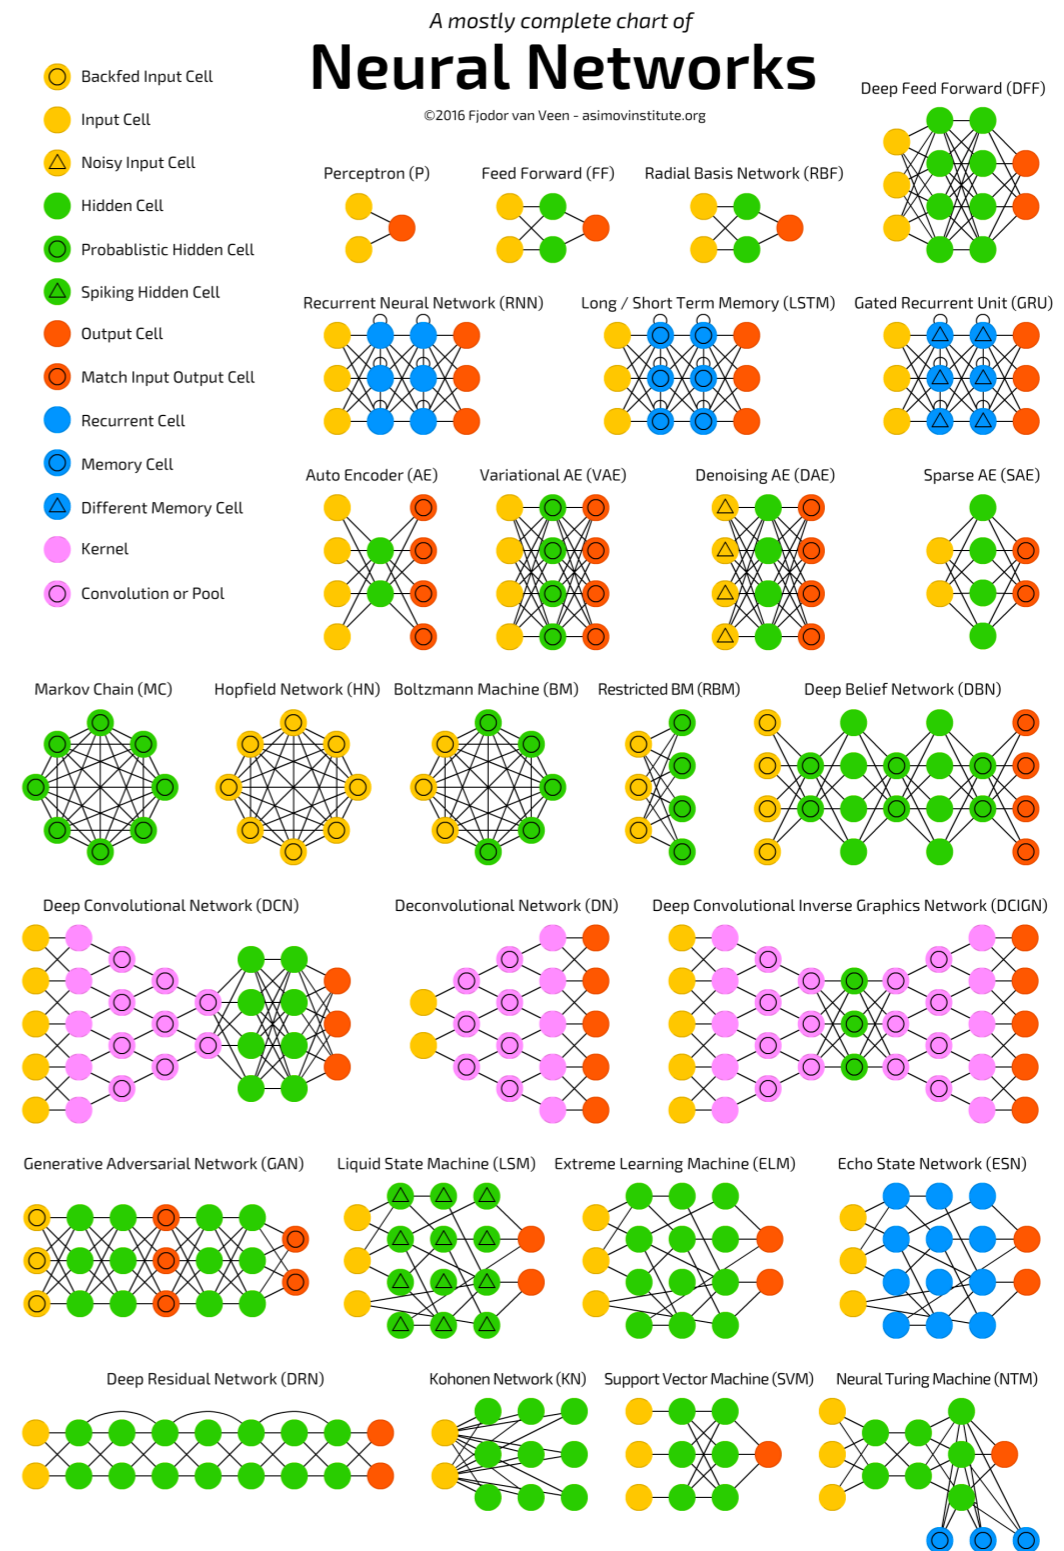 A mostly complete chart of
Neural Networks
©2016 Fjodor van Veen - asimovinstitute.org
Backfed Input Cell
Input Cell
Noisy Input Cell
Hidden Cell
Probablistic Hidden Cell
Spiking Hidden Cell
Output Cell
Match Input Output Cell
Recurrent Cell
Memory Cell
Different Memory Cell
Kernel
Convolution or Pool
Deep Feed Forward (DFF)
Perceptron (P)
Feed Forward (FF)
Radial Basis Network (RBF)
Recurrent Neural Network (RNN)
Long / Short Term Memory (LSTM)
Gated Recurrent Unit (GRU)
Auto Encoder (AE)
Variational AE (VAE)
Denoising AE (DAE)
Sparse AE (SAE)
Markov Chain (MC)
Hopfield Network (HN)
Boltzmann Machine (BM)
Restricted BM (RBM)
Deep Belief Network (DBN)
Deep Convolutional Network (DCN)
Deconvolutional Network (DN)
Deep Convolutional Inverse Graphics Network (DCIGN)
Generative Adversarial Network (GAN)
Liquid State Machine (LSM)
Extreme Learning Machine (ELM)
Echo State Network (ESN)
Deep Residual Network (DRN)
Kohonen Network (KN)
Support Vector Machine (SVM)
Neural Turing Machine (NTM)